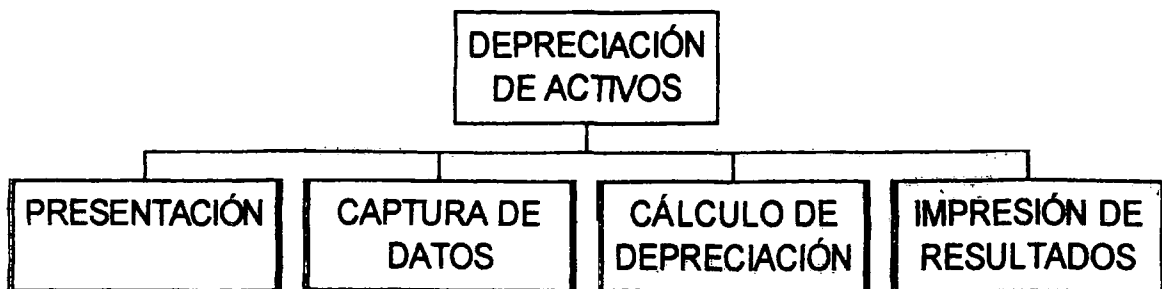 DEPRECIACIÓN
DE ACTIVOS
PRESENTACIÓN
CAPTURA DE
DATOS
CÁLCULO DE
DEPRECIACIÓN
IMPRESIÓN DE
RESULTADOS